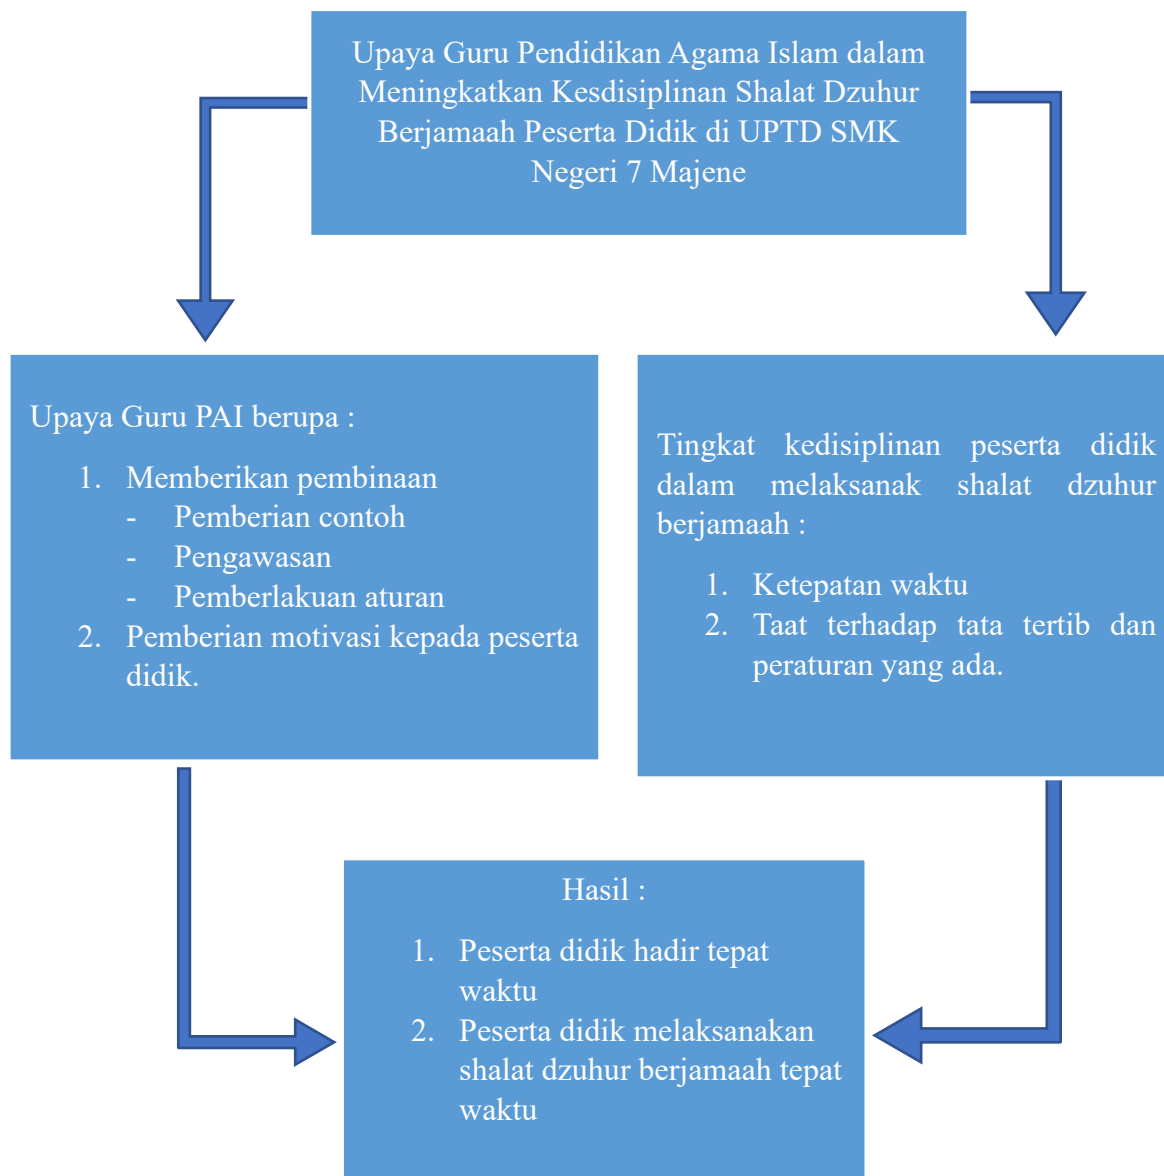 Upaya Guru Pendidikan Agama Islam dalam
Meningkatkan Kesdisiplinan Shalat Dzuhur
Berjamaah Peserta Didik di UPTD SMK
Negeri 7 Majene
Upaya Guru PAI berupa :
1. Memberikan pembinaan
- Pemberian contoh
- Pengawasan
- Pemberlakuan aturan
2. Pemberian motivasi kepada peserta
didik.
Tingkat kedisiplinan peserta didik
dalam melaksanak shalat dzuhur
berjamaah :
1. Ketepatan waktu
2. Taat terhadap tata tertib dan
peraturan yang ada.
Hasil :
1. Peserta didik hadir tepat
waktu
2. Peserta didik melaksanakan
shalat dzuhur berjamaah tepat
waktu